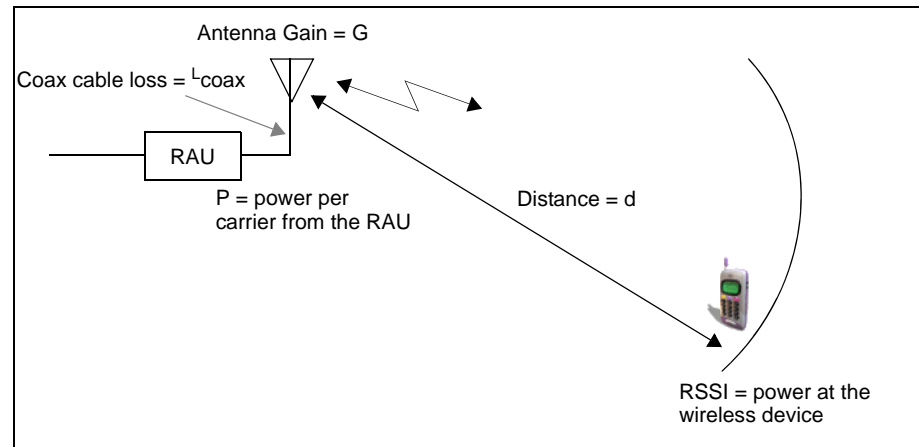 Antenna Gain = G
Coax cable loss = Lcoax
RAU
P = power per
carrier from the RAU
Distance = d
RSSI = power at the
wireless device